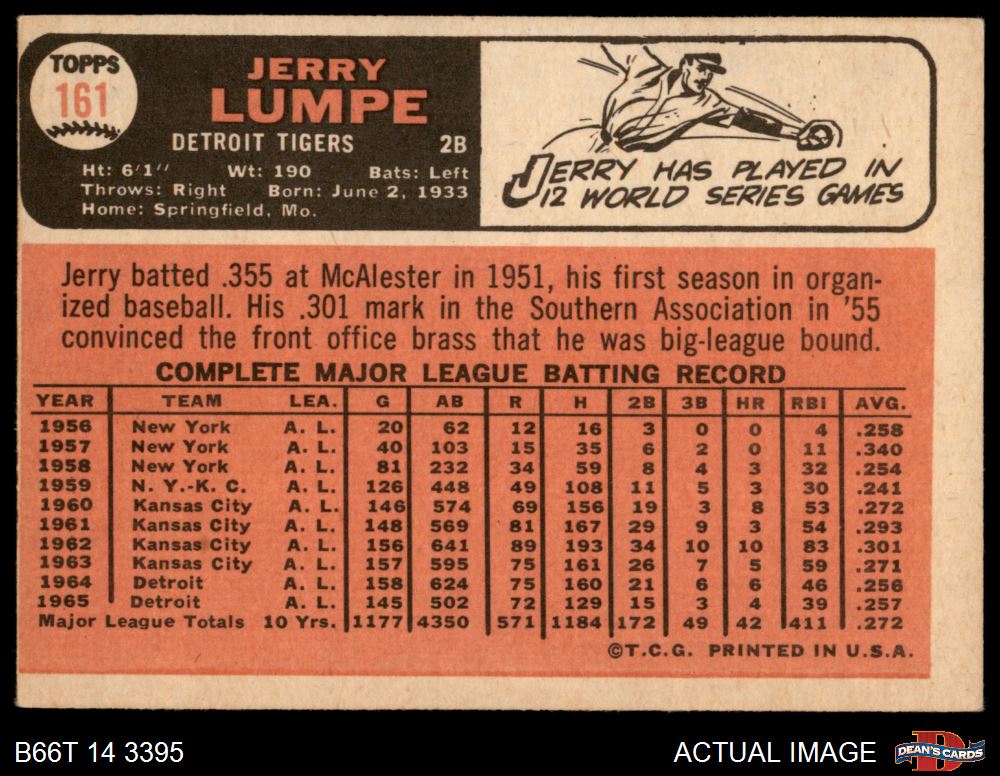 TOPPS
161
JERRY
LUMPE
DETROIT TIGERS 2B
Ht: 6'1" Wt: 190 Bats: Left
Throws: Right Born: June 2, 1933
Home: Springfield, Mo.
JERRY HAS PLAYED IN
12 WORLD SERIES GAMES
Jerry batted .355 at McAlester in 1951, his first season in organ-
ized baseball. His .301 mark in the Southern Association in '55
convinced the front office brass that he was big-league bound.
COMPLETE MAJOR LEAGUE BATTING RECORD
YEAR TEAM LEA. G AB R H 2B 3B HR RBI AVG.
1956 New York A. L. 20 62 12 16 3 0 0 4 .258
1957 New York A. L. 40 103 15 35 6 2 0 11 .340
1958 New York A. L. 81 232 34 59 8 4 3 32 .254
1959 N. Y.-K. C. A. L. 126 448 49 108 11 5 3 30 .241
1960 Kansas City A. L. 146 574 69 156 19 3 8 53 .272
1961 Kansas City A. L. 148 569 81 167 29 9 3 54 .293
1962 Kansas City A. L. 156 641 89 193 34 10 10 83 .301
1963 Kansas City A. L. 157 595 75 161 26 7 5 59 .271
1964 Detroit A. L. 158 624 75 160 21 6 6 46 .256
1965 Detroit A. L. 145 502 72 129 15 3 4 39 .257
Major League Totals 10 Yrs. 1177 4350 571 1184 172 49 42 411 .272
©T.C.G. PRINTED IN U.S.A.
B66T 14 3395 ACTUAL IMAGE DEAN'S CARDS